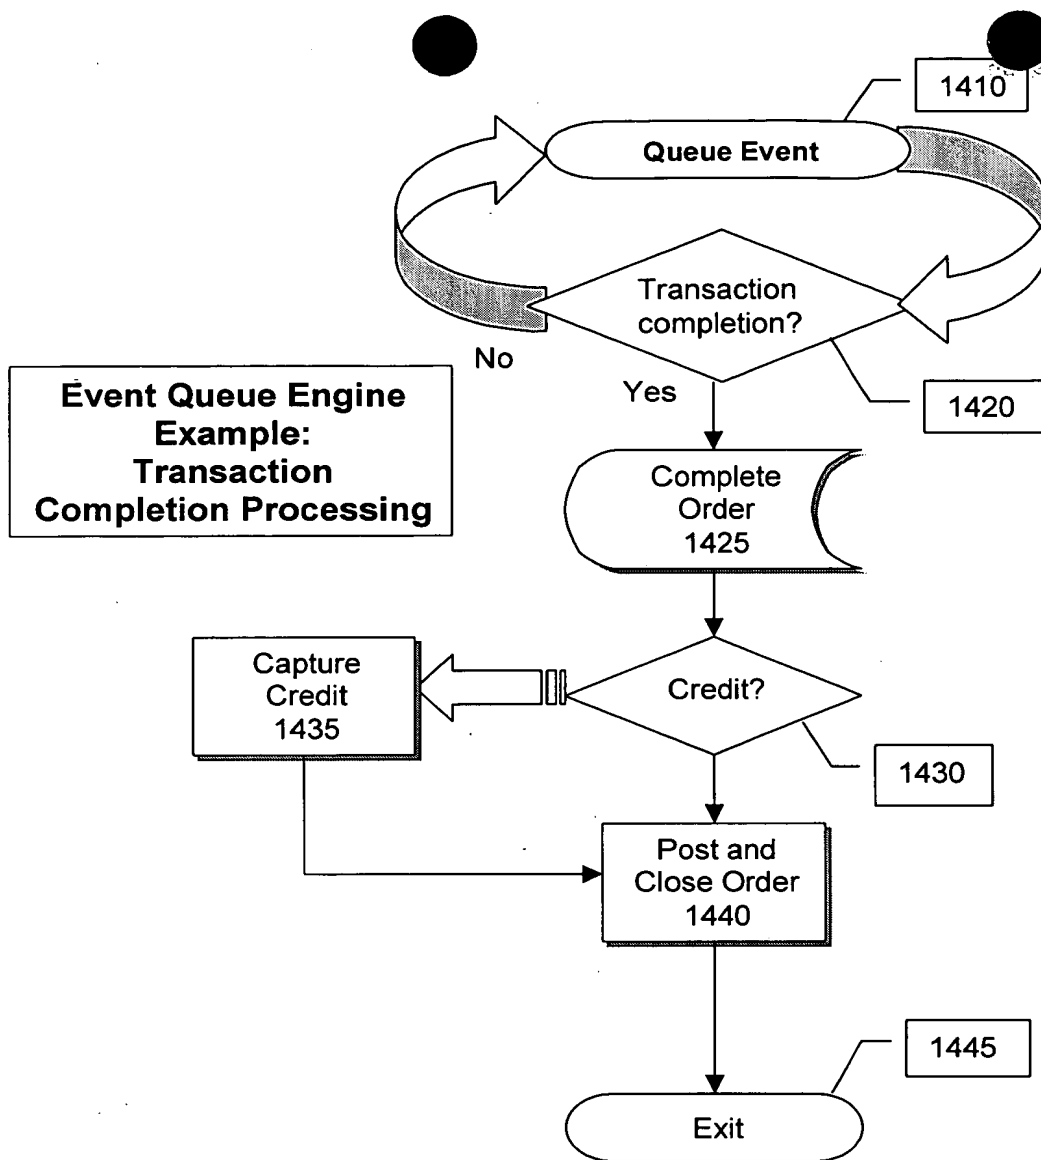 1410
Queue Event
Transaction
completion?
No
Yes
1420
Event Queue Engine
Example:
Transaction
Completion Processing
Complete
Order
1425
Capture
Credit
1435
Credit?
1430
Post and
Close Order
1440
1445
Exit